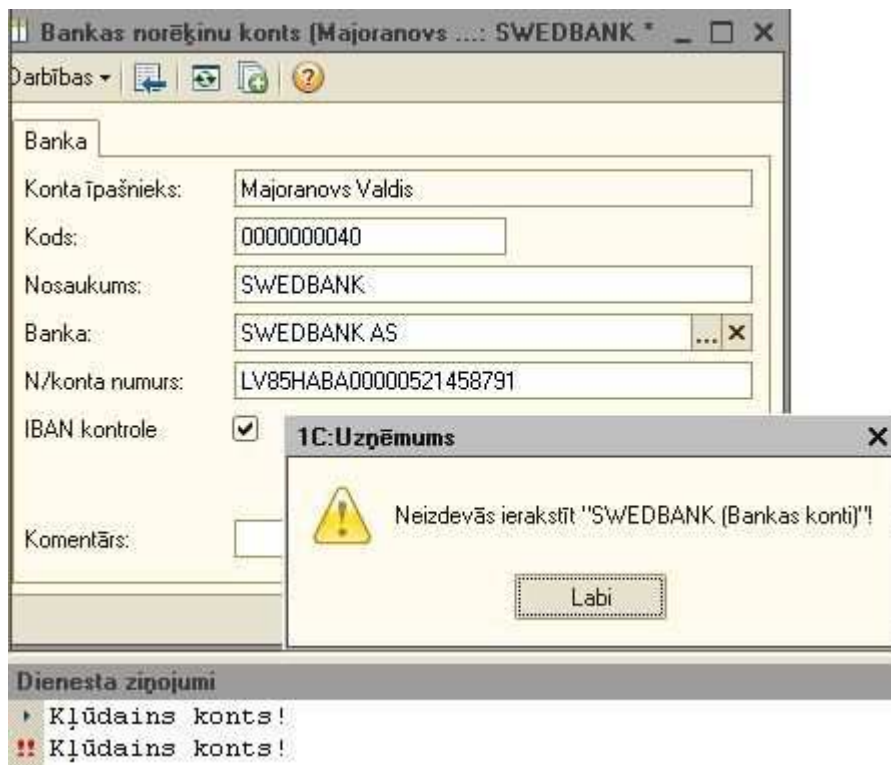 Bankas norēķinu konts (Majoranovs ...: SWEDBANK *
Darbības
Banka
Konta īpašnieks: Majoranovs Valdis
Kods: 0000000040
Nosaukums: SWEDBANK
Banka: SWEDBANK AS ...
N/konta numurs: LV85HABA00000521458791
IBAN kontrole
1C:Uzņēmums
Neizdevās ierakstīt "SWEDBANK (Bankas konti)"!
Komentārs:
Labi
Dienesta ziņojumi
Kļūdains konts!
!! Kļūdains konts!